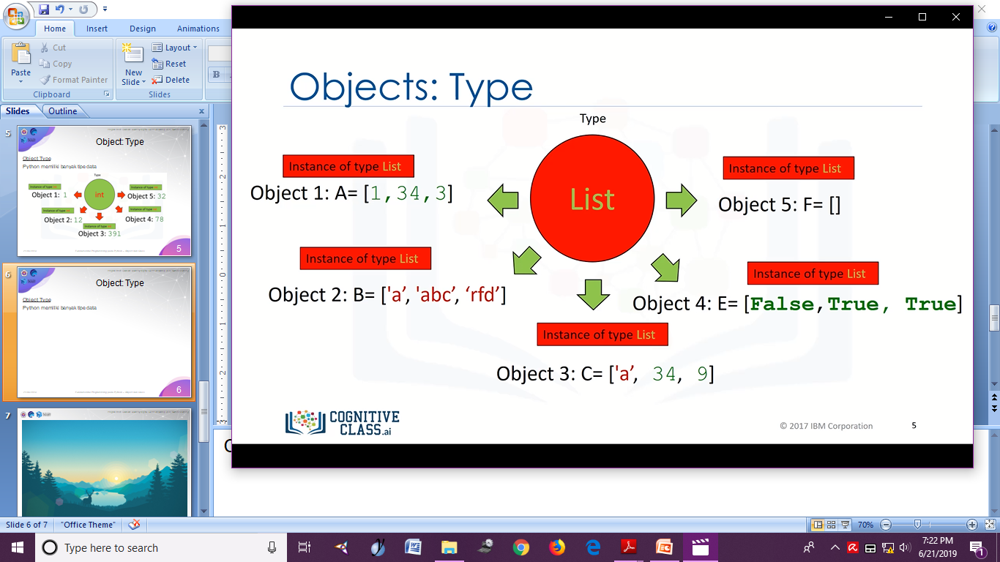 Home
Insert
Design
Animations
Paste
Cut
Copy
Format Painter
Clipboard
New
Slide
Layout
Reset
Delete
Slides
B
Slides
Outline
5
Object: Type
Object Type
Python memiliki banyak tipe data
Type
int
Instance of type int
Object 1: 1
Instance of type int
Object 2: 12
Instance of type int
Object 3: 391
Instance of type int
Object 4: 78
Instance of type int
Object 5: 32
5
6
Object: Type
Object Type
Python memiliki banyak tipe data
6
7
Objects: Type
Type
List
Instance of type List
Object 1: A= [1,34,3]
Instance of type List
Object 2: B= ['a’, 'abc’, ‘rfd’]
Instance of type List
Object 3: C= ['a’, 34, 9]
Instance of type List
Object 4: E= [False,True, True]
Instance of type List
Object 5: F= []
COGNITIVE
CLASS.ai
© 2017 IBM Corporation
5
Slide 6 of 7
"Office Theme"
70%
Type here to search
7:22 PM
6/21/2019
1